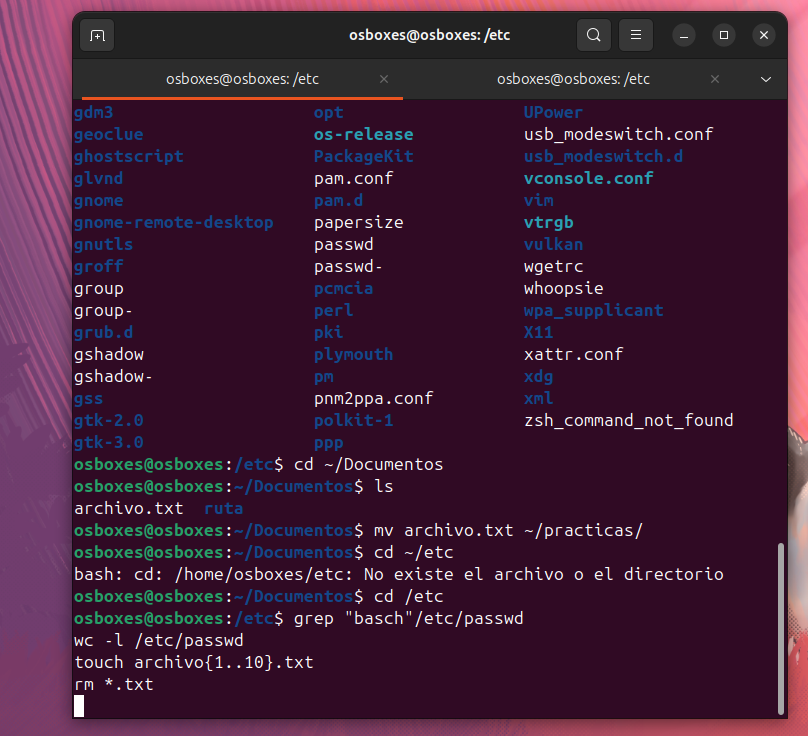 osboxes@osboxes: /etc
osboxes@osboxes: /etc osboxes@osboxes: /etc
gdm3 opt UPower
geoclue os-release usb_modeswitch.conf
ghostscript PackageKit usb_modeswitch.d
glvnd pam.conf vconsole.conf
gnome pam.d vim
gnome-remote-desktop papersize vtrgb
gnutls passwd vulkan
groff passwd- wgetrc
group pcmcia whoopsie
group- perl wpa_supplicant
grub.d pki X11
gshadow plymouth xattr.conf
gshadow- pm xdg
gss pnm2ppa.conf xml
gtk-2.0 polkit-1 zsh_command_not_found
gtk-3.0 ppp
osboxes@osboxes:/etc$ cd ~/Documentos
osboxes@osboxes:~/Documentos$ ls
archivo.txt ruta
osboxes@osboxes:~/Documentos$ mv archivo.txt ~/practicas/
osboxes@osboxes:~/Documentos$ cd ~/etc
bash: cd: /home/osboxes/etc: No existe el archivo o el directorio
osboxes@osboxes:~/Documentos$ cd /etc
osboxes@osboxes:/etc$ grep "basch"/etc/passwd
wc -l /etc/passwd
touch archivo{1..10}.txt
rm *.txt